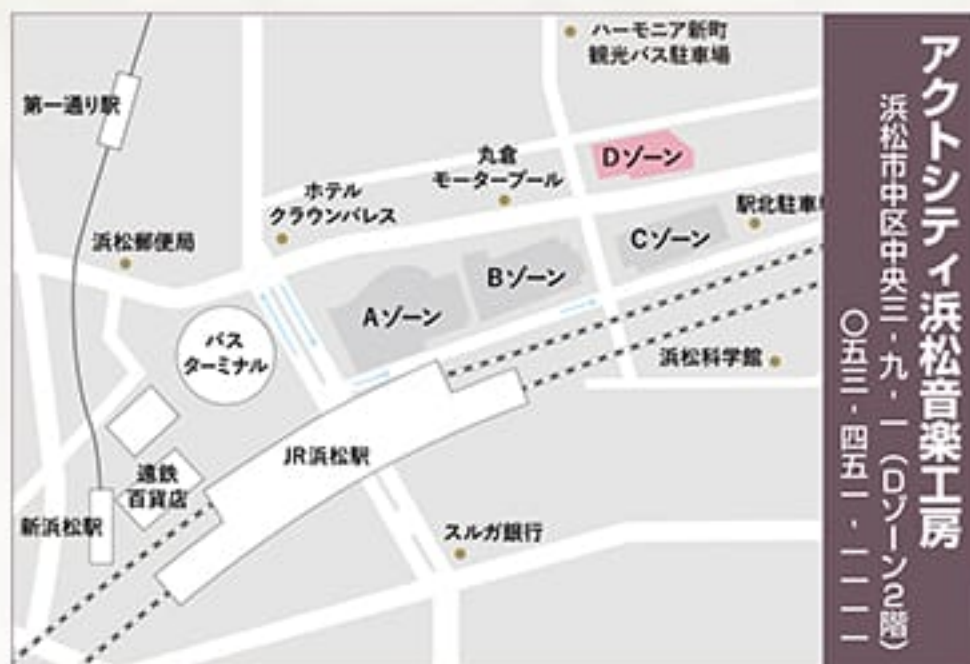 アクトシティ浜松音楽工房
浜松市中区中央三‐九‐一（Dゾーン2階）
〇五三‐四五一‐一一一一
ハーモニア新町
観光バス駐車場
第一通り駅
Dゾーン
丸倉
モータープール
ホテル
クラウンパレス
駅北駐車
浜松郵便局
Cゾーン
Bゾーン
Aゾーン
バス
ターミナル
浜松科学館
JR浜松駅
遠鉄
百貨店
新浜松駅
スルガ銀行